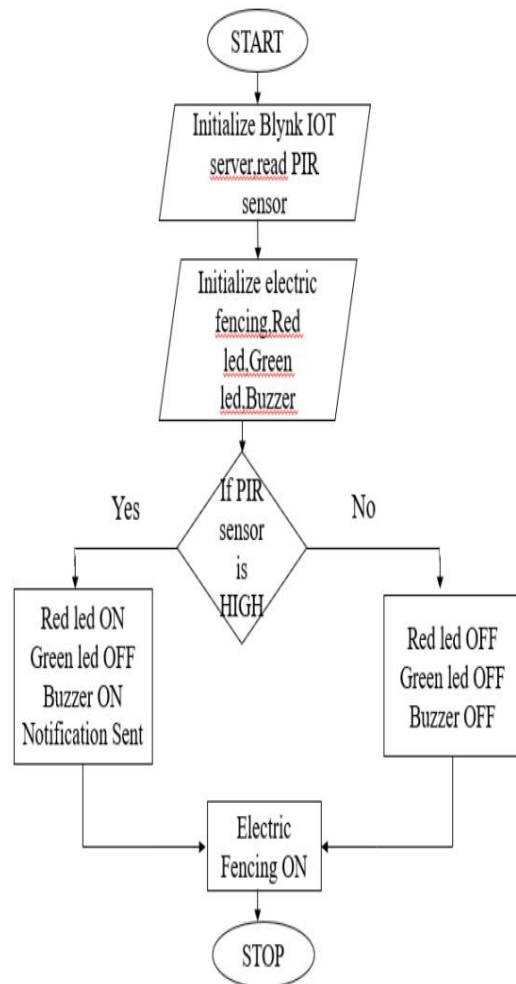 START
Initialize Blynk IOT
server,read PIR
sensor
Initialize electric
fencing,Red
led,Green
led,Buzzer
If PIR
sensor
is
HIGH
Yes
No
Red led ON
Green led OFF
Buzzer ON
Notification Sent
Red led OFF
Green led OFF
Buzzer OFF
Electric
Fencing ON
STOP